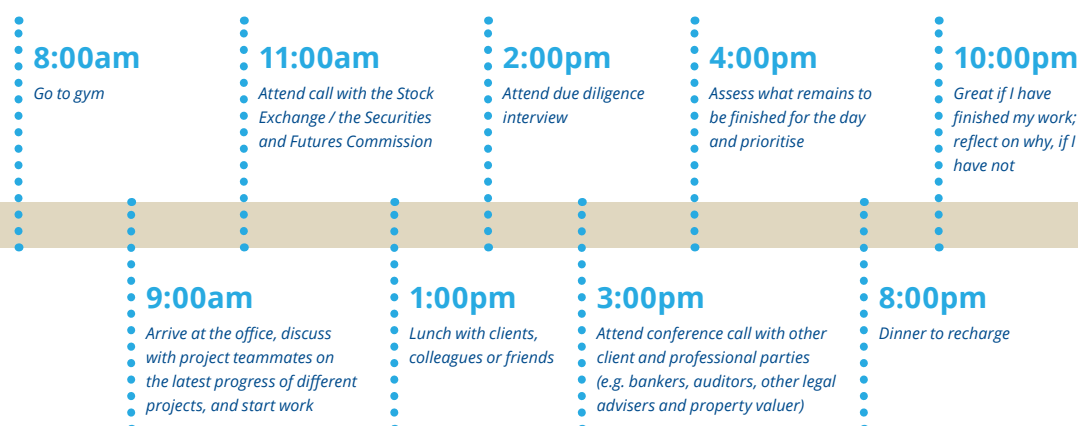 8:00am
Go to gym
11:00am
Attend call with the Stock
Exchange / the Securities
and Futures Commission
2:00pm
Attend due diligence
interview
4:00pm
Assess what remains to
be finished for the day
and prioritise
10:00pm
Great if I have
finished my work;
reflect on why, if I
have not
9:00am
Arrive at the office, discuss
with project teammates on
the latest progress of different
projects, and start work
1:00pm
Lunch with clients,
colleagues or friends
3:00pm
Attend conference call with other
client and professional parties
(e.g. bankers, auditors, other legal
advisers and property valuer)
8:00pm
Dinner to recharge